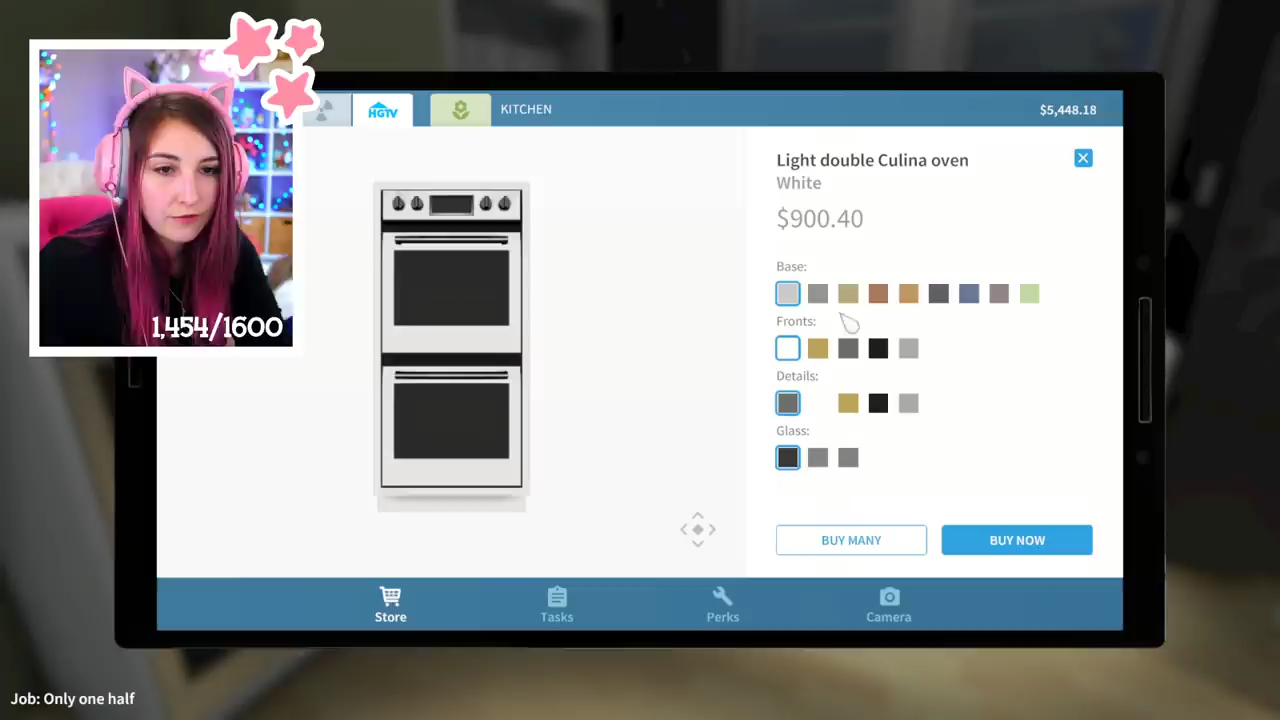 HGTV
KITCHEN
$5,448.18
Light double Culina oven
White
$900.40
Base:
Fronts:
Details:
Glass:
BUY MANY
BUY NOW
1,454/1600
Store
Tasks
Perks
Camera
Job: Only one half